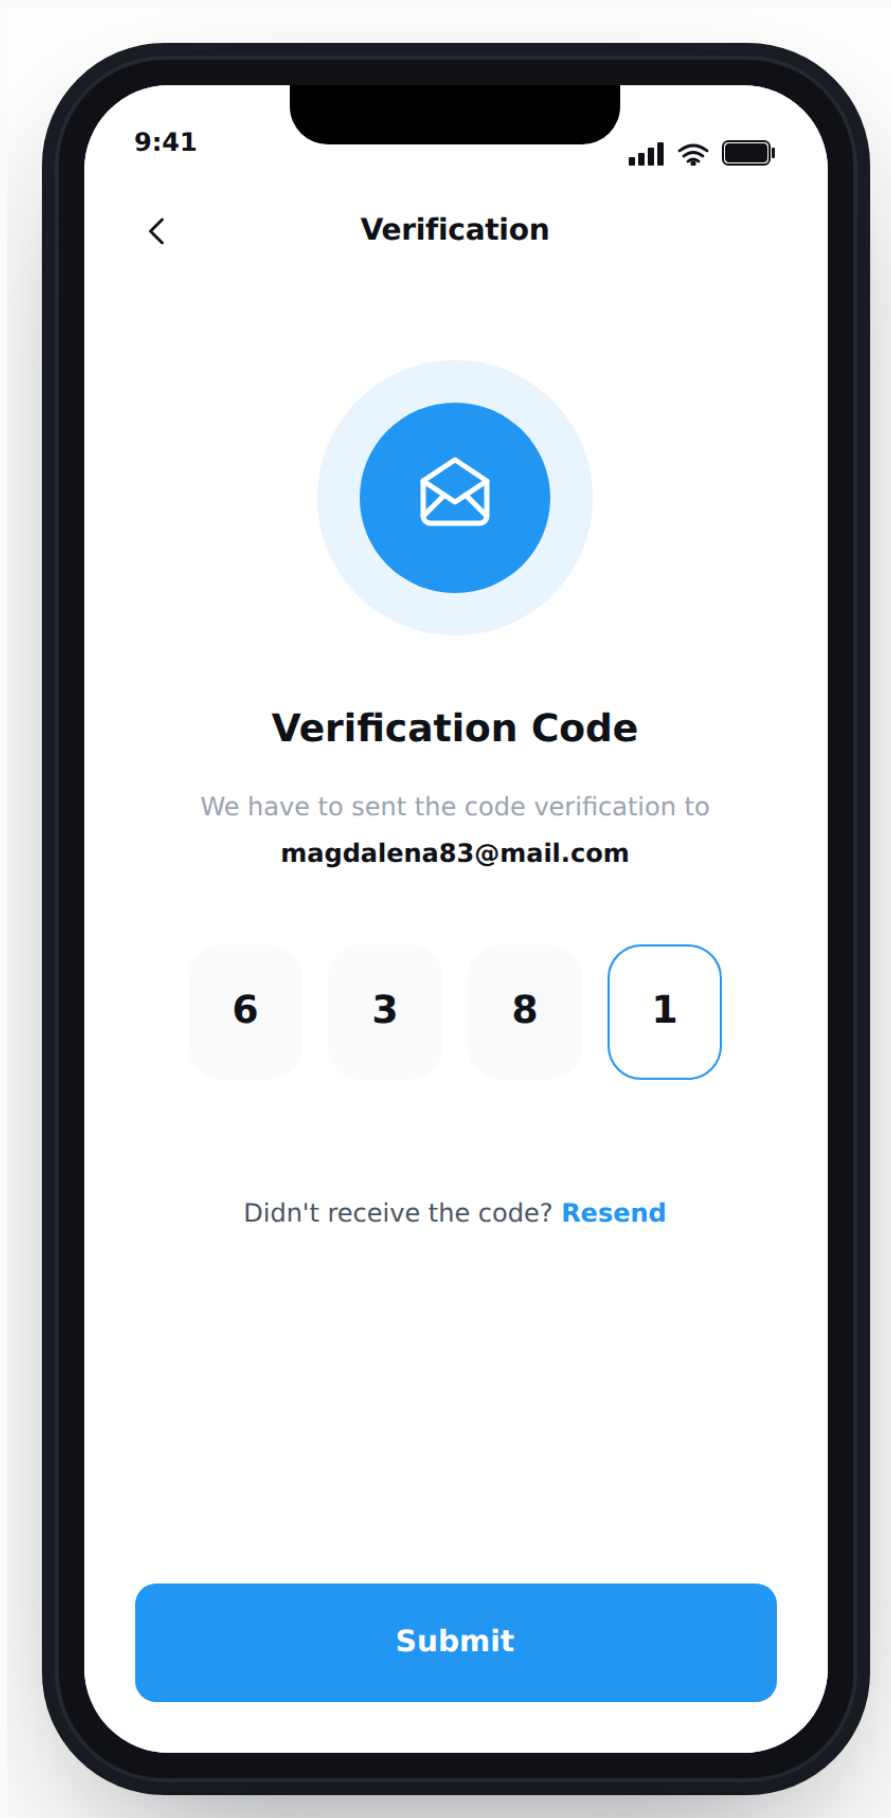 9:41
Verification
Verification Code
We have to sent the code verification to
magdalena83@mail.com
6 3 8 1
Didn't receive the code? Resend
Submit